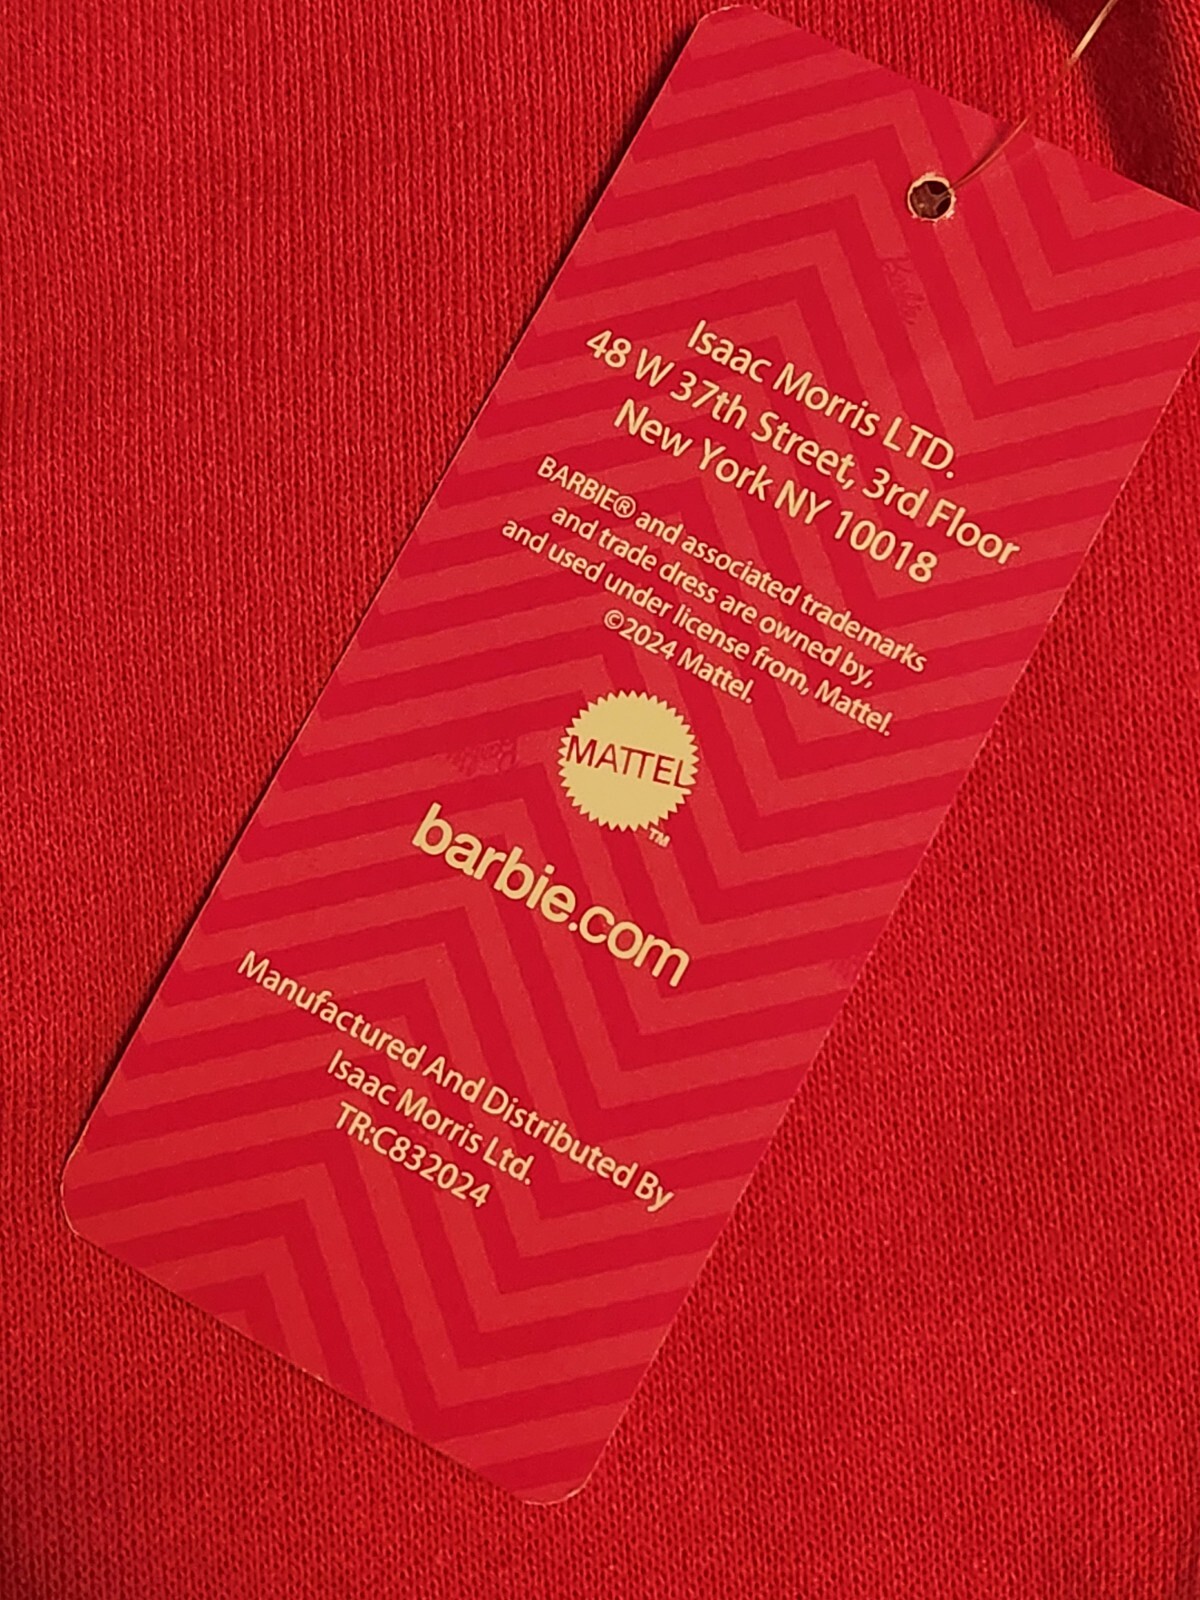 Isaac Morris LTD.
48 W 37th Street, 3rd Floor
New York NY 10018
BARBIE® and associated trademarks
and trade dress are owned by,
and used under license from, Mattel.
©2024 Mattel.
MATTEL
TM
barbie.com
Manufactured And Distributed By
Isaac Morris Ltd.
TR:C832024